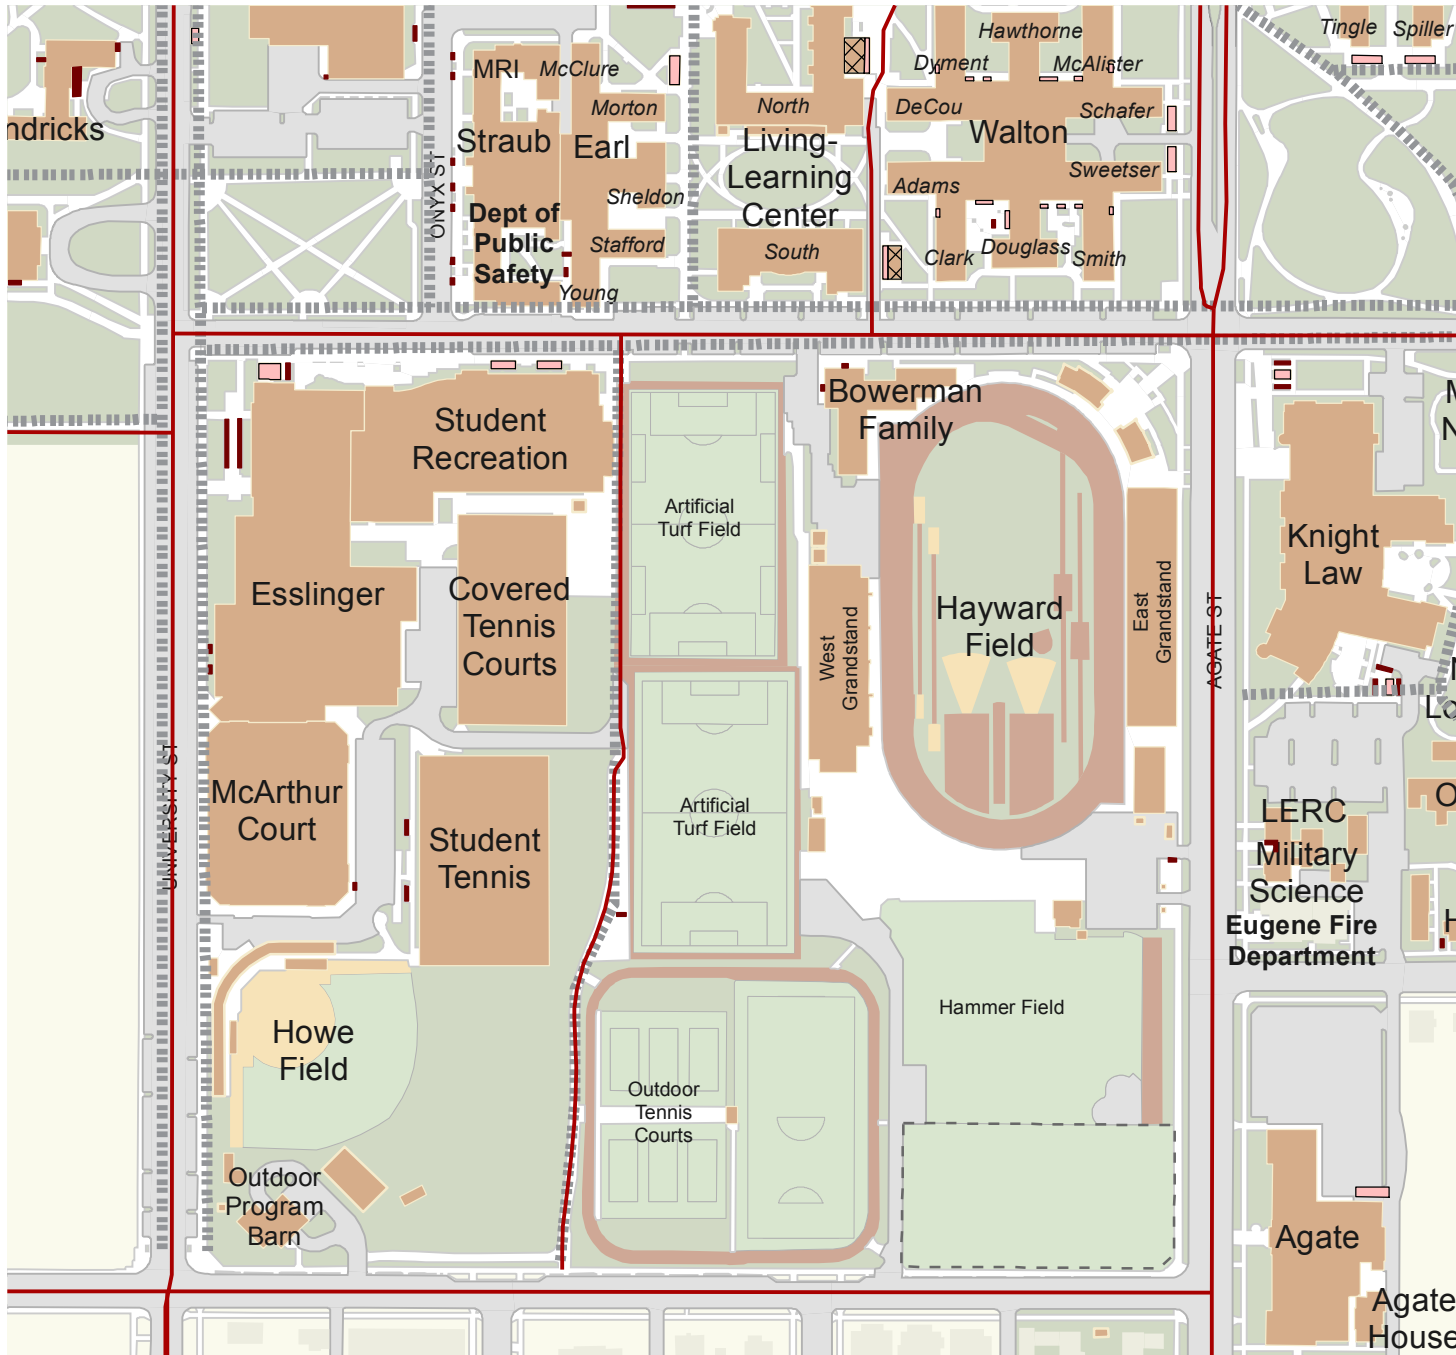 Hawthorne
Tingle
Spiller
Dyment
McAlister
MRI
McClure
Morton
North
DeCou
Schafer
ndricks
Straub
Earl
Living-
Learning
Center
Walton
ONYX ST
Sheldon
Adams
Sweetser
Dept of
Public
Safety
Stafford
South
Clark
Douglass
Smith
Young
Student
Recreation
Bowerman
Family
Artificial
Turf Field
Knight
Law
Esslinger
Covered
Tennis
Courts
West
Grandstand
Hayward
Field
East
Grandstand
AGATE ST
UNIVERSITY ST
McArthur
Court
Student
Tennis
Artificial
Turf Field
LERC
Military
Science
Eugene Fire
Department
Howe
Field
Hammer Field
Outdoor
Tennis
Courts
Outdoor
Program
Barn
Agate
Agate
House